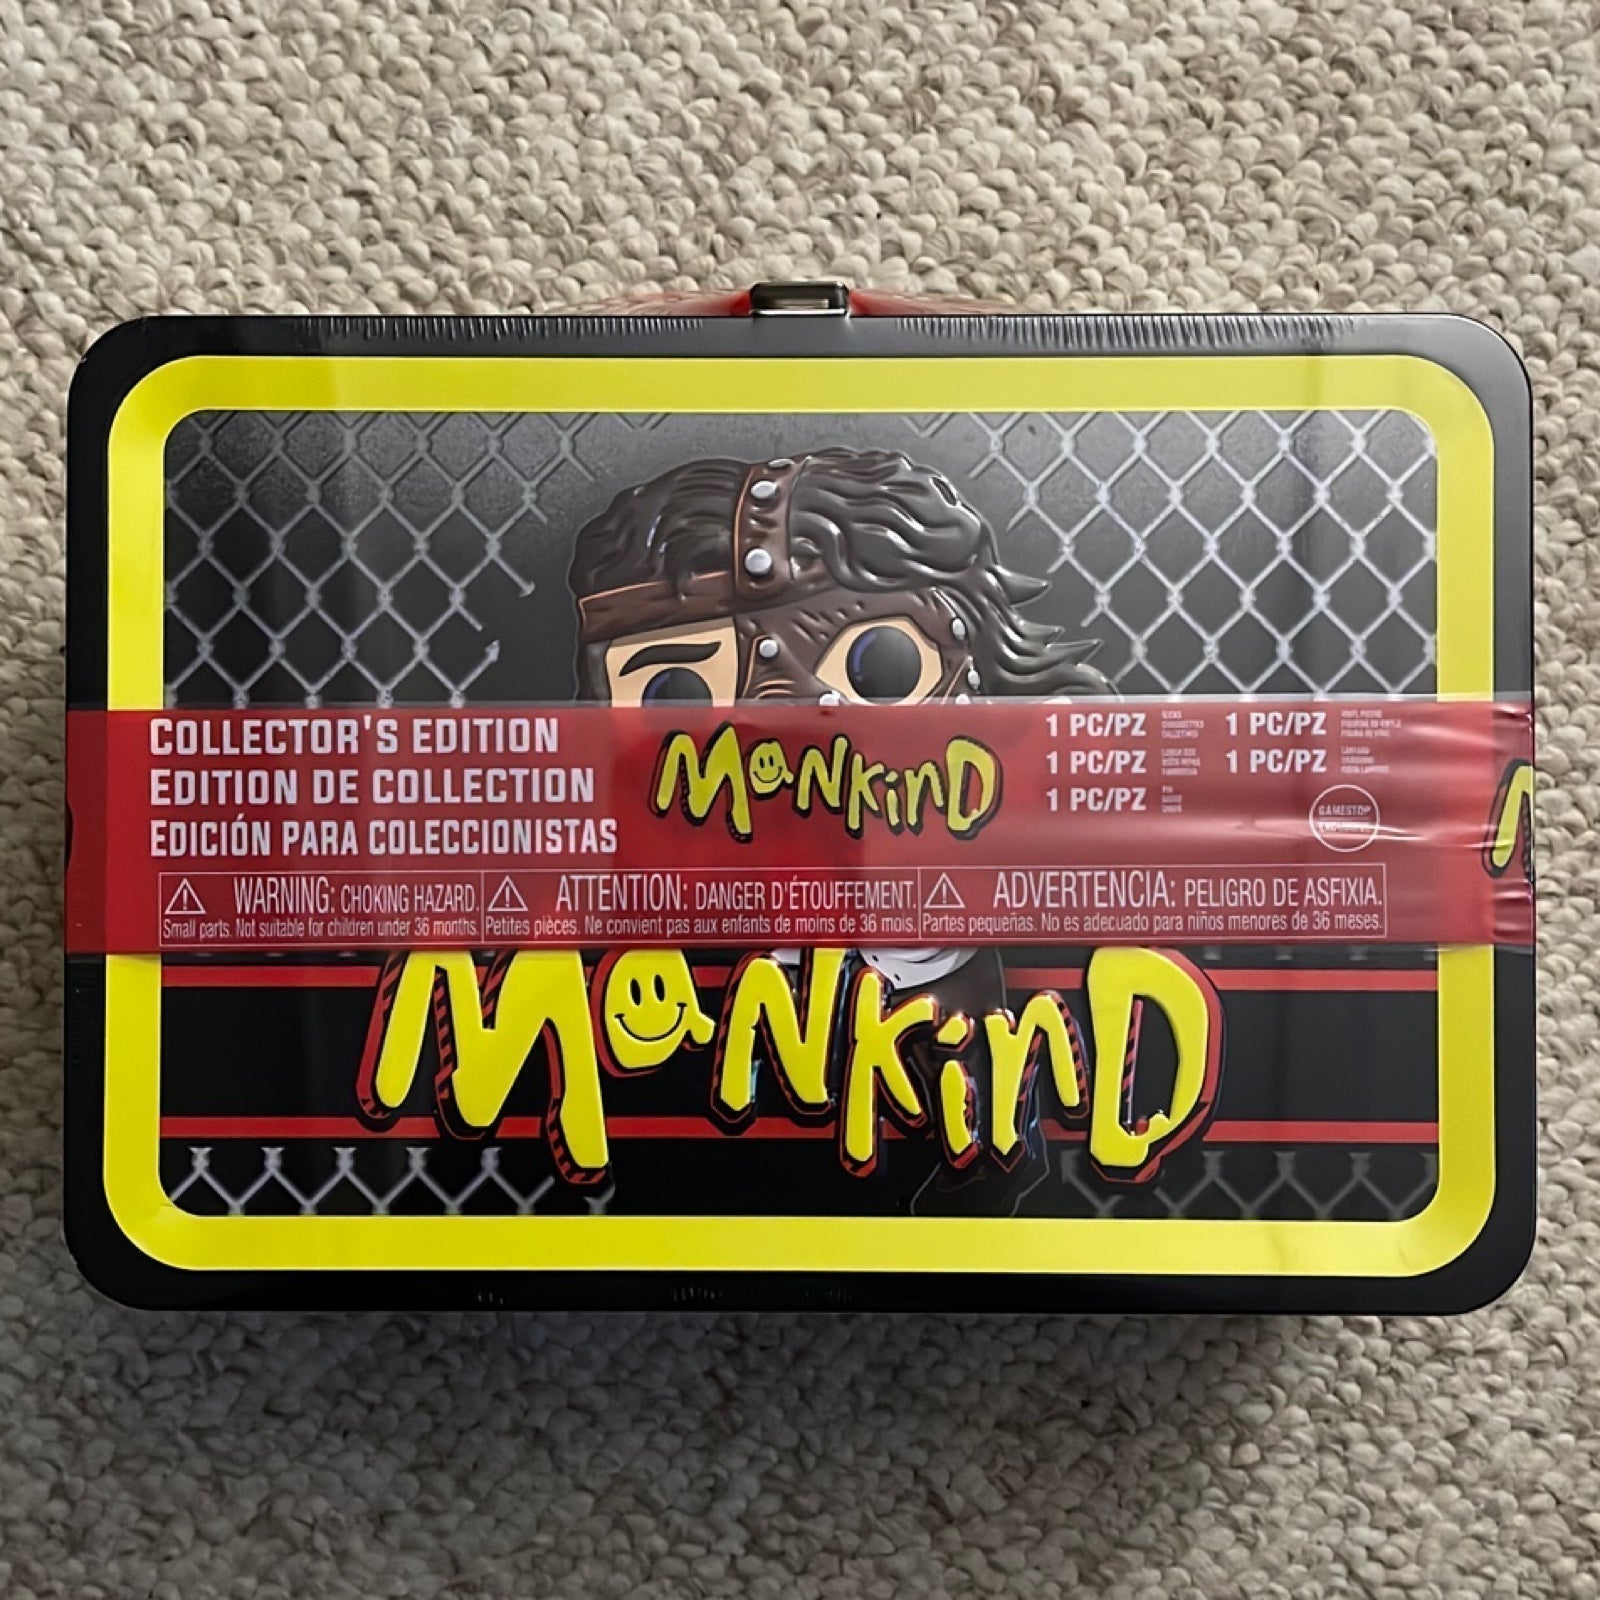 COLLECTOR'S EDITION
EDITION DE COLLECTION
EDICIÓN PARA COLECCIONISTAS
MANKIND
1 PC/PZ
1 PC/PZ
1 PC/PZ
1 PC/PZ
1 PC/PZ
GAMESTOP
EXCLUSIVE
WARNING: CHOKING HAZARD.
Small parts. Not suitable for children under 36 months.
ATTENTION: DANGER D'ÉTOUFFEMENT.
Petites pièces. Ne convient pas aux enfants de moins de 36 mois.
ADVERTENCIA: PELIGRO DE ASFIXIA.
Partes pequeñas. No es adecuado para niños menores de 36 meses.
MaNKinD